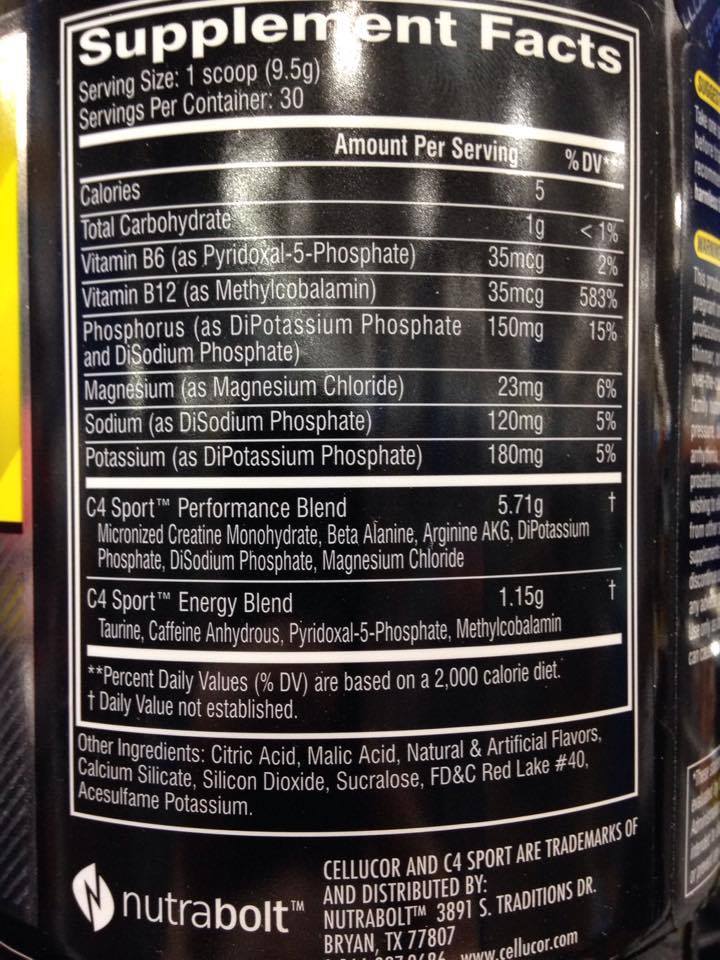 Supplement Facts
Serving Size: 1 scoop (9.5g)
Servings Per Container: 30
Amount Per Serving % DV**
Calories 5
Total Carbohydrate 1g < 1%
Vitamin B6 (as Pyridoxal-5-Phosphate) 35mcg 2%
Vitamin B12 (as Methylcobalamin) 35mcg 583%
Phosphorus (as DiPotassium Phosphate 150mg 15%
and DiSodium Phosphate)
Magnesium (as Magnesium Chloride) 23mg 6%
Sodium (as DiSodium Phosphate) 120mg 5%
Potassium (as DiPotassium Phosphate) 180mg 5%
C4 Sport™ Performance Blend 5.71g †
Micronized Creatine Monohydrate, Beta Alanine, Arginine AKG, DiPotassium
Phosphate, DiSodium Phosphate, Magnesium Chloride
C4 Sport™ Energy Blend 1.15g †
Taurine, Caffeine Anhydrous, Pyridoxal-5-Phosphate, Methylcobalamin
**Percent Daily Values (% DV) are based on a 2,000 calorie diet.
† Daily Value not established.
Other Ingredients: Citric Acid, Malic Acid, Natural & Artificial Flavors,
Calcium Silicate, Silicon Dioxide, Sucralose, FD&C Red Lake #40,
Acesulfame Potassium.
nutrabolt™
CELLUCOR AND C4 SPORT ARE TRADEMARKS OF
AND DISTRIBUTED BY:
NUTRABOLT™ 3891 S. TRADITIONS DR.
BRYAN, TX 77807
www.cellucor.com